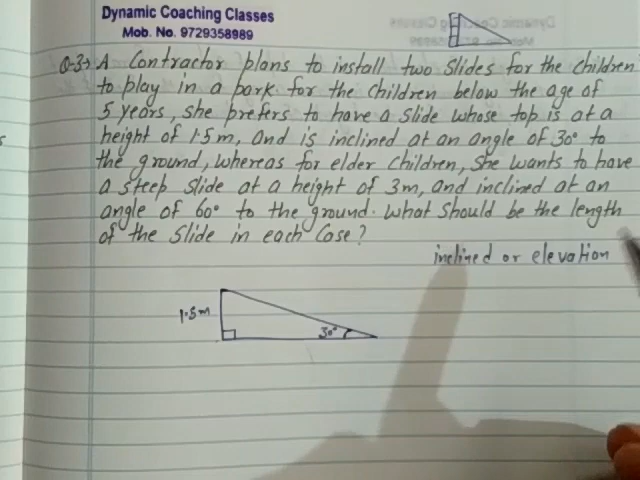 Dynamic Coaching Classes
Mob. No. 9729358989
Q-3→ A Contractor plans to install two Slides for the Children
to play in a park for the Children below the age of
5 years, She prefers to have a Slide whose top is at a
height of 1.5m, and is inclined at an angle of 30° to
the ground, whereas for elder Children, She wants to have
a steep Slide at a height of 3m, and inclined at an
angle of 60° to the ground. What should be the length
of the Slide in each Case?
inclined or elevation
1.5m
30°